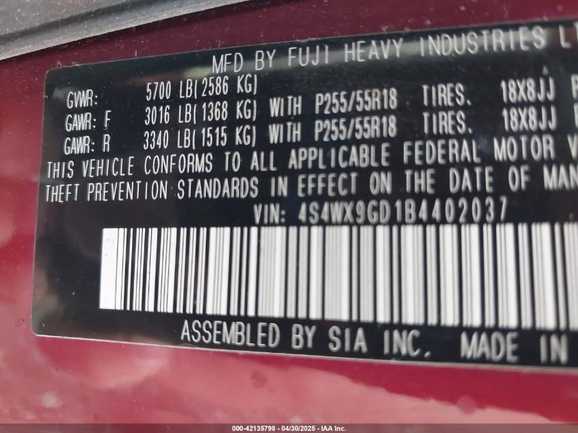 MFD BY FUJI HEAVY INDUSTRIES LT
GVWR: 5700 LB(2586 KG)
GAWR: F 3016 LB(1368 KG) WITH P255/55R18 TIRES. 18X8JJ
GAWR: R 3340 LB(1515 KG) WITH P255/55R18 TIRES. 18X8JJ
THIS VEHICLE CONFORMS TO ALL APPLICABLE FEDERAL MOTOR V
THEFT PREVENTION STANDARDS IN EFFECT ON THE DATE OF MAN
VIN: 4S4WX9GD1B4402037
ASSEMBLED BY SIA INC. MADE IN
000-42135798 - 04/30/2025 - IAA Inc.